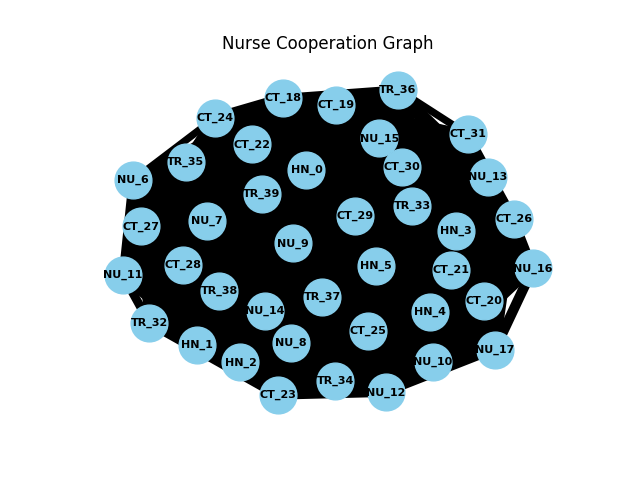 Nurse Cooperation Graph
TR_36
CT_18
CT_19
CT_24
CT_31
NU_15
CT_22
TR_35
CT_30
HN_0
NU_13
NU_6
TR_39
TR_33
CT_29
CT_26
NU_7
CT_27
HN_3
NU_9
CT_28
HN_5
NU_16
CT_21
NU_11
TR_38
TR_37
CT_20
NU_14
HN_4
TR_32
CT_25
NU_8
HN_1
NU_17
HN_2
NU_10
TR_34
NU_12
CT_23